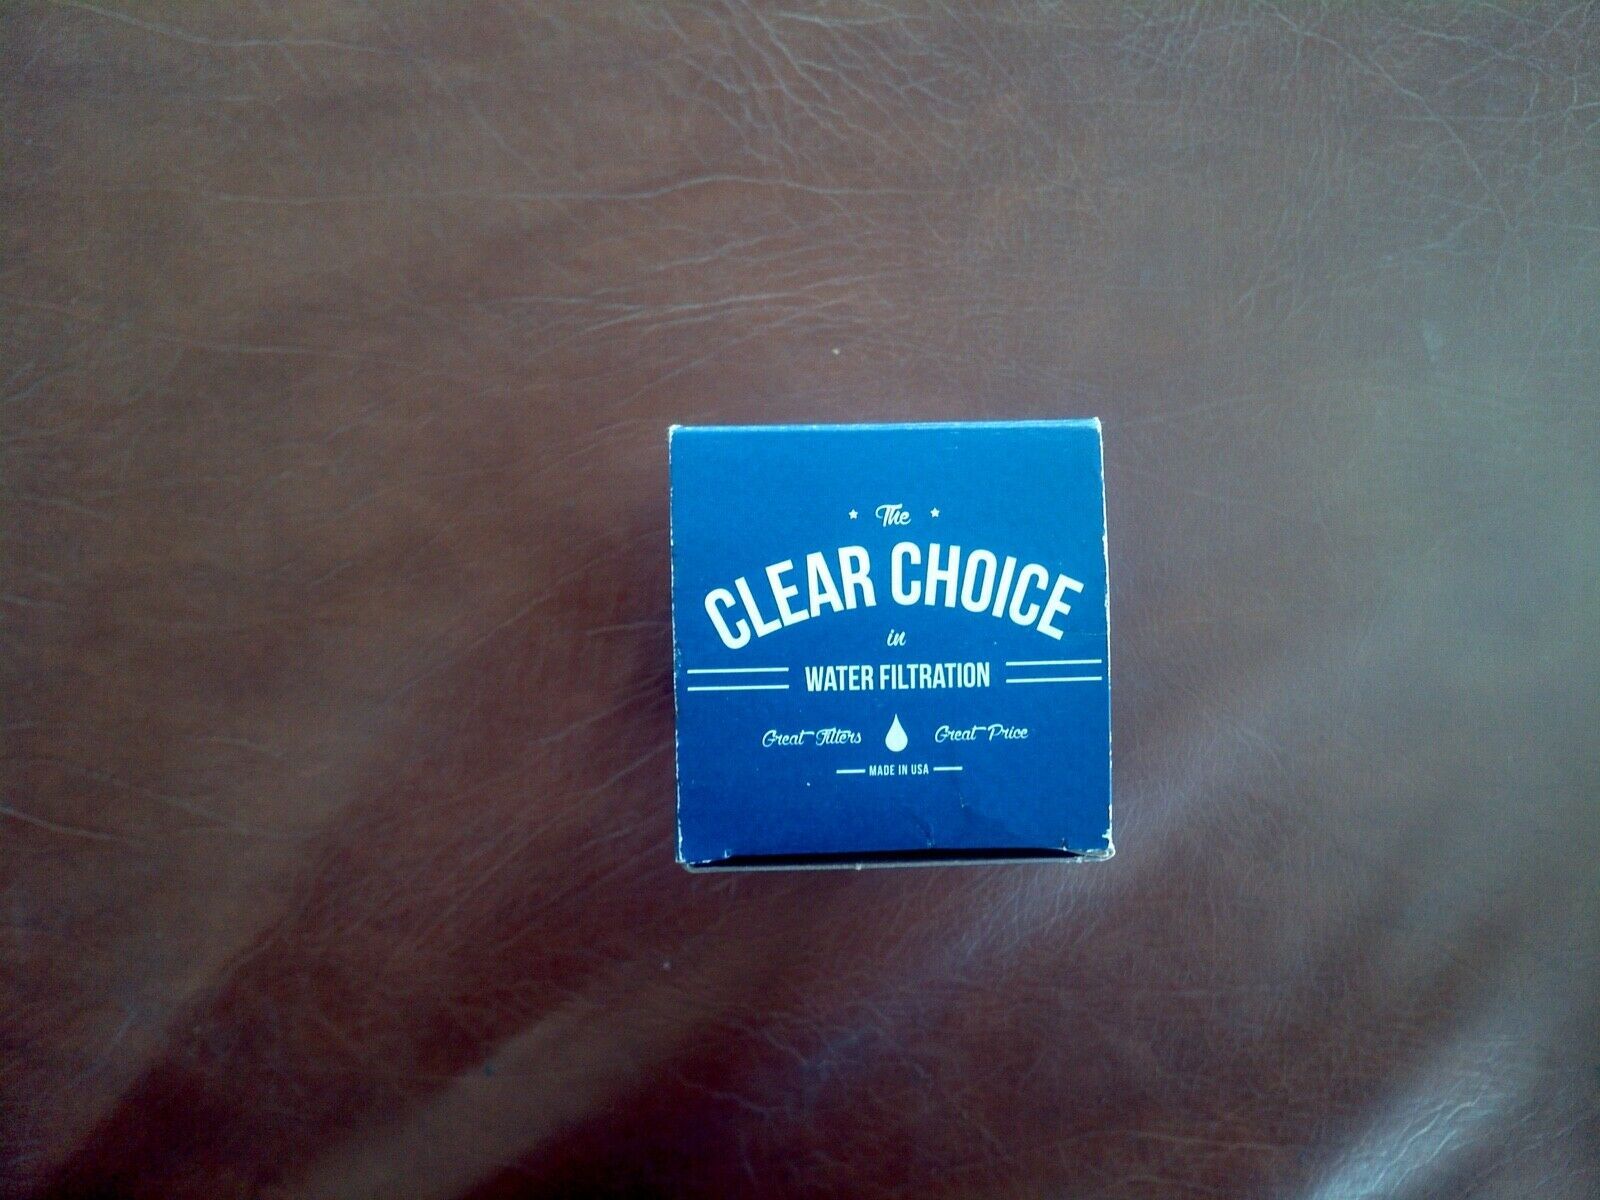 The
CLEAR CHOICE
in
WATER FILTRATION
Great Filters Great Price
MADE IN USA